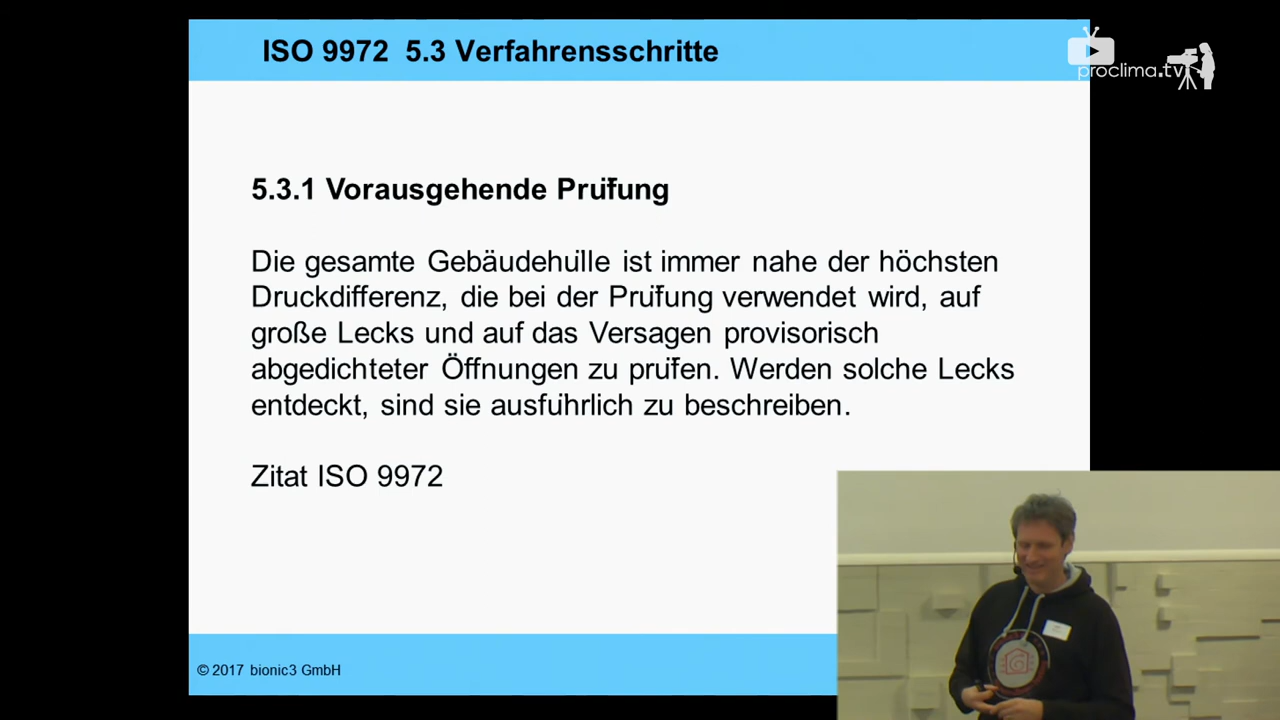 ISO 9972 5.3 Verfahrensschritte
proclima.tv
5.3.1 Vorausgehende Prüfung
Die gesamte Gebäudehülle ist immer nahe der höchsten
Druckdifferenz, die bei der Prüfung verwendet wird, auf
große Lecks und auf das Versagen provisorisch
abgedichteter Öffnungen zu prüfen. Werden solche Lecks
entdeckt, sind sie ausführlich zu beschreiben.
Zitat ISO 9972
© 2017 bionic3 GmbH